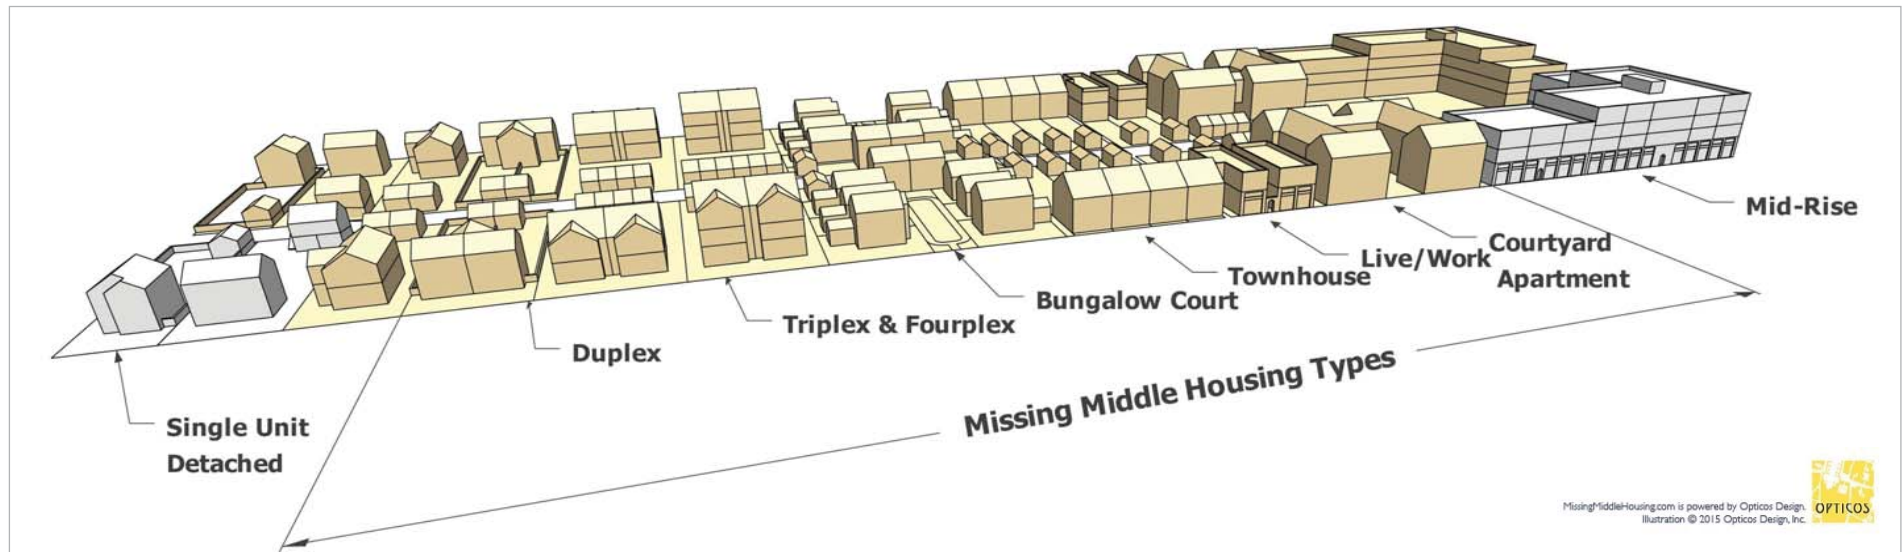 Single Unit
Detached
Duplex
Triplex & Fourplex
Bungalow Court
Townhouse
Live/Work
Courtyard
Apartment
Mid-Rise
Missing Middle Housing Types
MissingMiddleHousing.com is powered by Opticos Design.
Illustration © 2015 Opticos Design, Inc.
OPTICOS